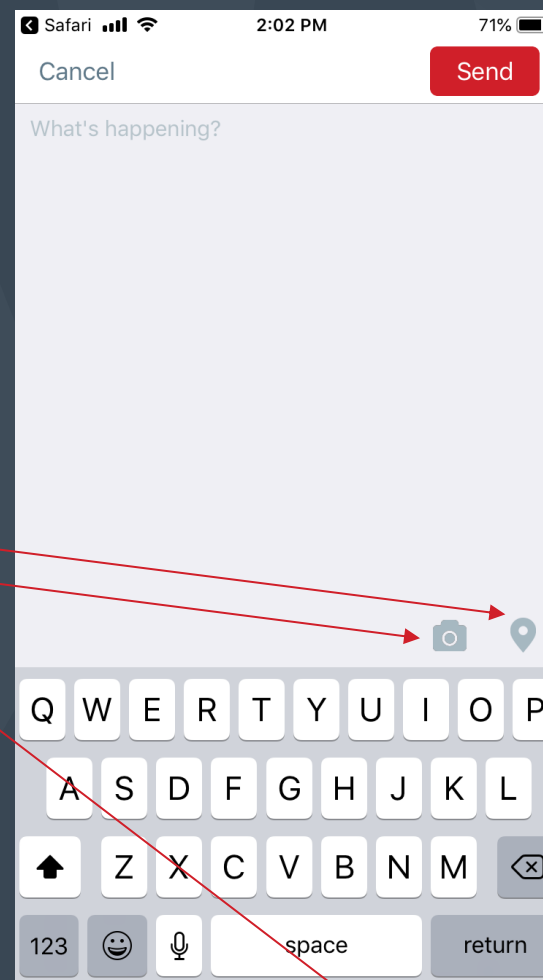 Safari 2:02 PM 71%
Cancel Send
What's happening?
Q W E R T Y U I O P
A S D F G H J K L
Z X C V B N M
123 space return